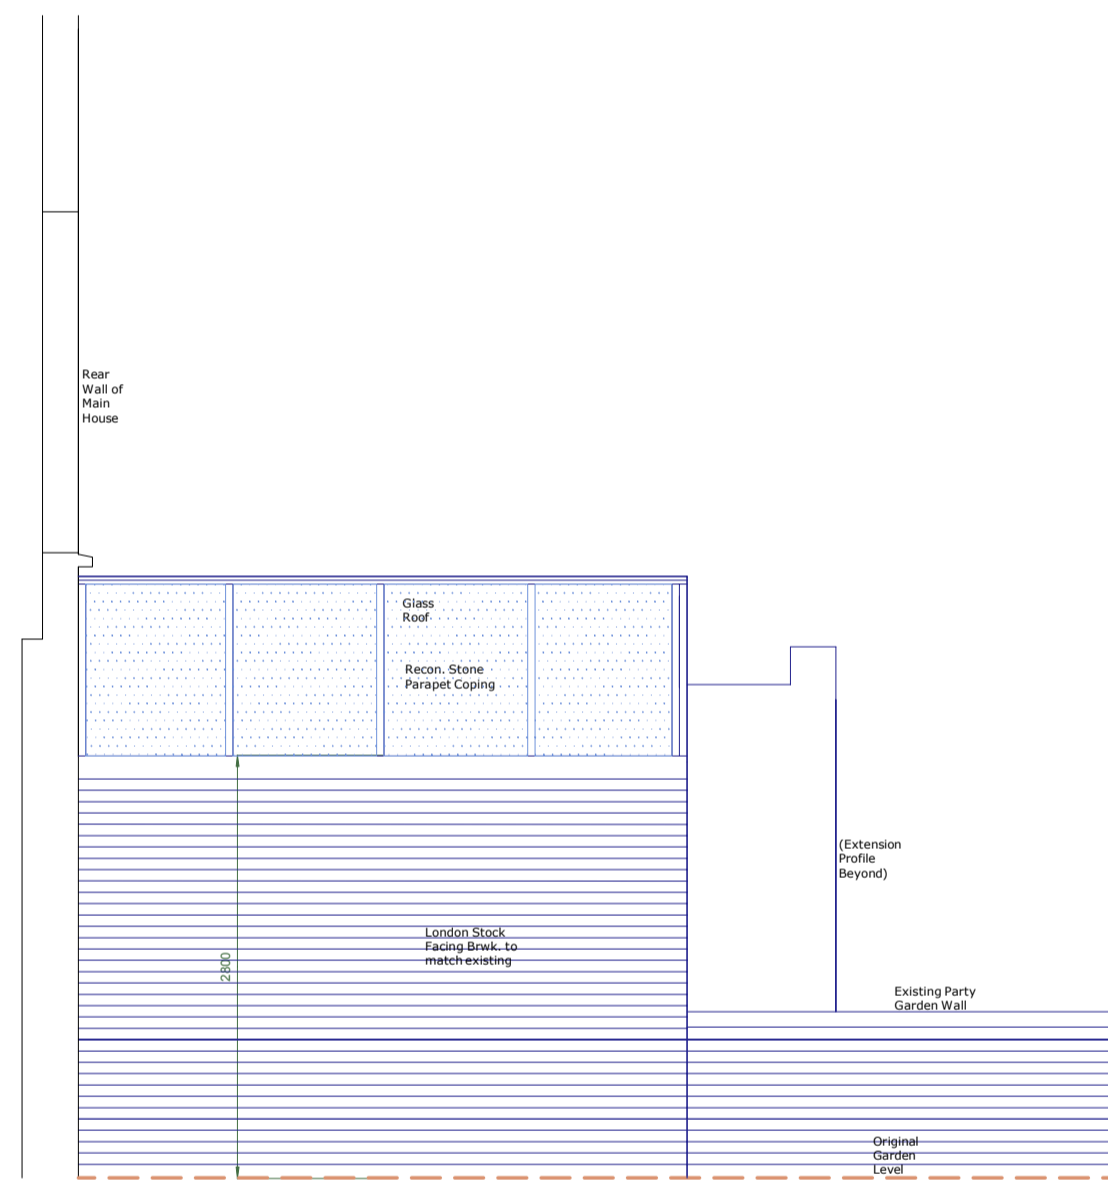 Rear
Wall of
Main
House
Glass
Roof
Recon. Stone
Parapet Coping
(Extension
Profile
Beyond)
London Stock
Facing Brwk. to
match existing
2800
Existing Party
Garden Wall
Original
Garden
Level